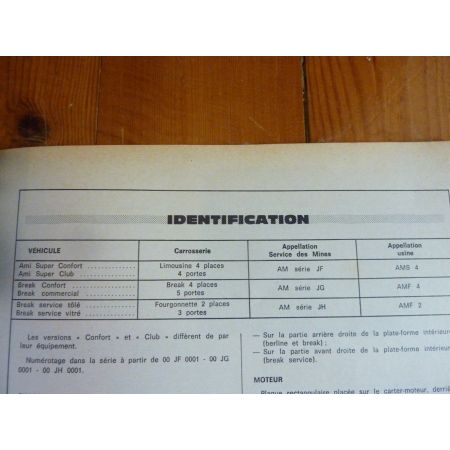 IDENTIFICATION
VÉHICULE Carrosserie Appellation Service des Mines Appellation usine
Ami Super Confort .............. Limousine 4 places AM série JF AMS 4
Ami Super Club ................ 4 portes
Break Confort ................ Break 4 places AM série JG AMF 4
Break commercial ............. 5 portes
Break service tôlé .............. Fourgonnette 2 places AM série JH AMF 2
Break service vitré .............. 3 portes
Les versions « Confort » et « Club » diffèrent de par
leur équipement.
Numérotage dans la série à partir de 00 JF 0001 - 00 JG
0001 - 00 JH 0001.
— Sur la partie arrière droite de la plate-forme intérieur
(berline et break) ;
— Sur la partie avant droite de la plate-forme intérieur
(break service).
MOTEUR
Plaque rectangulaire placée sur le carter-moteur, derriè